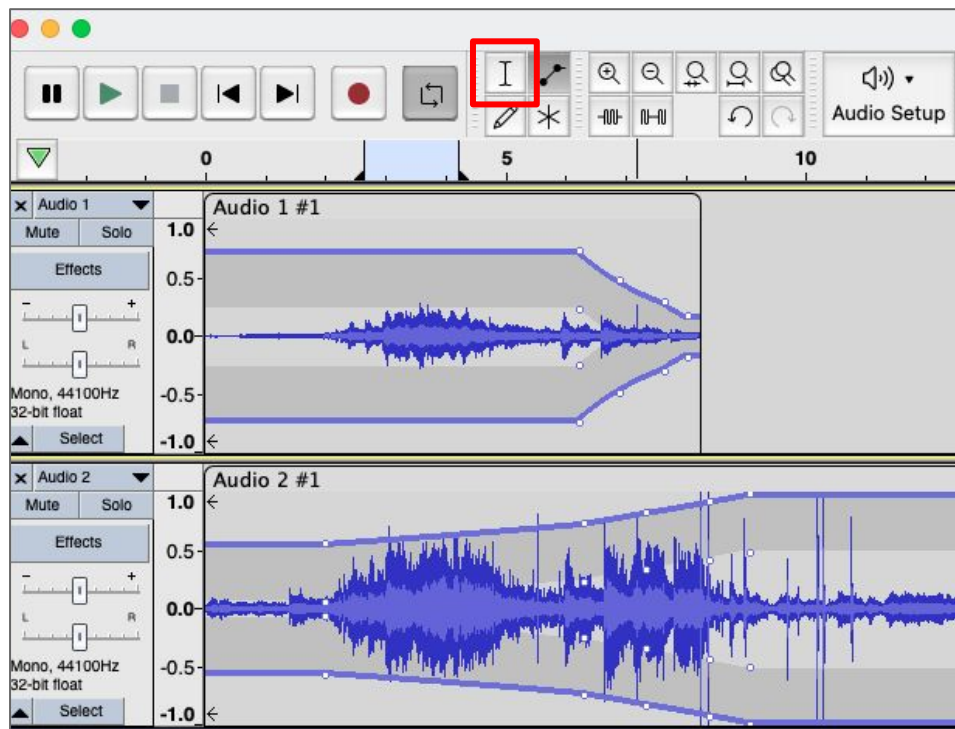 Audio Setup
0 5 10
Audio 1
Audio 1 #1
Mute Solo
Effects
- +
L R
Mono, 44100Hz
32-bit float
Select
1.0
0.5
0.0
-0.5
-1.0
Audio 2
Audio 2 #1
Mute Solo
Effects
- +
L R
Mono, 44100Hz
32-bit float
Select
1.0
0.5
0.0
-0.5
-1.0